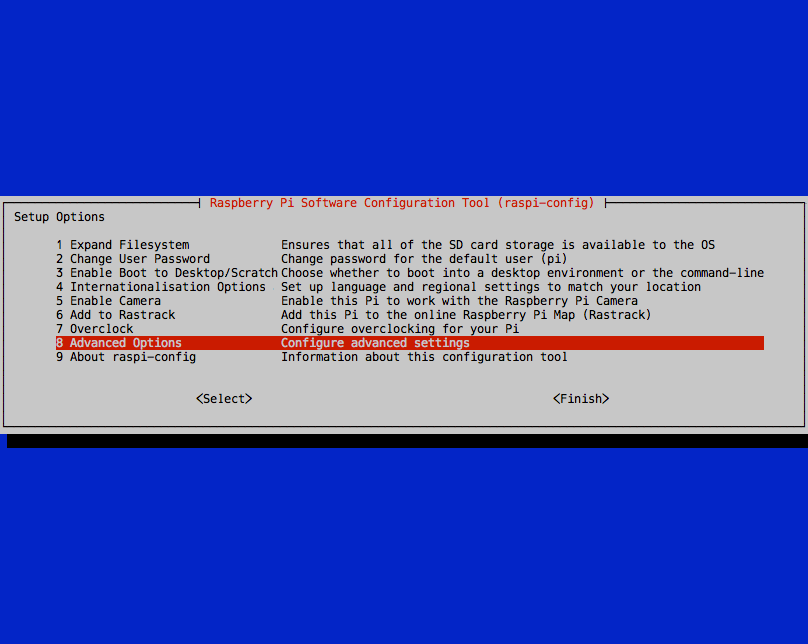 Raspberry Pi Software Configuration Tool (raspi-config)
Setup Options
1 Expand Filesystem Ensures that all of the SD card storage is available to the OS
2 Change User Password Change password for the default user (pi)
3 Enable Boot to Desktop/Scratch Choose whether to boot into a desktop environment or the command-line
4 Internationalisation Options Set up language and regional settings to match your location
5 Enable Camera Enable this Pi to work with the Raspberry Pi Camera
6 Add to Rastrack Add this Pi to the online Raspberry Pi Map (Rastrack)
7 Overclock Configure overclocking for your Pi
8 Advanced Options Configure advanced settings
9 About raspi-config Information about this configuration tool
<Select> <Finish>